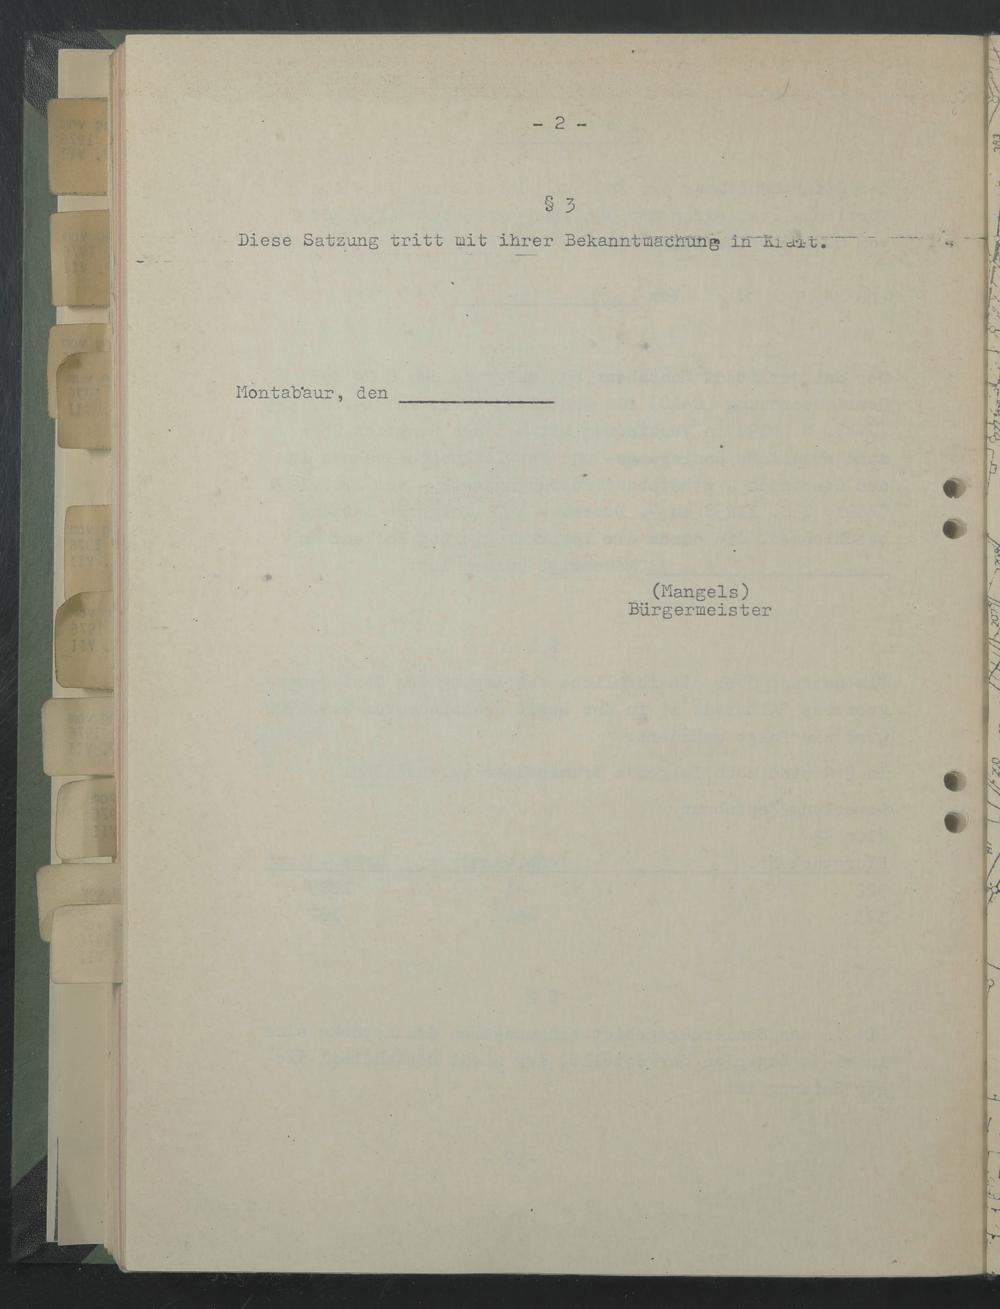 - 2 -
§ 3
Diese Satzung tritt mit ihrer Bekanntmachung in Kraft.
Montabaur, den
(Mangels)
Bürgermeister